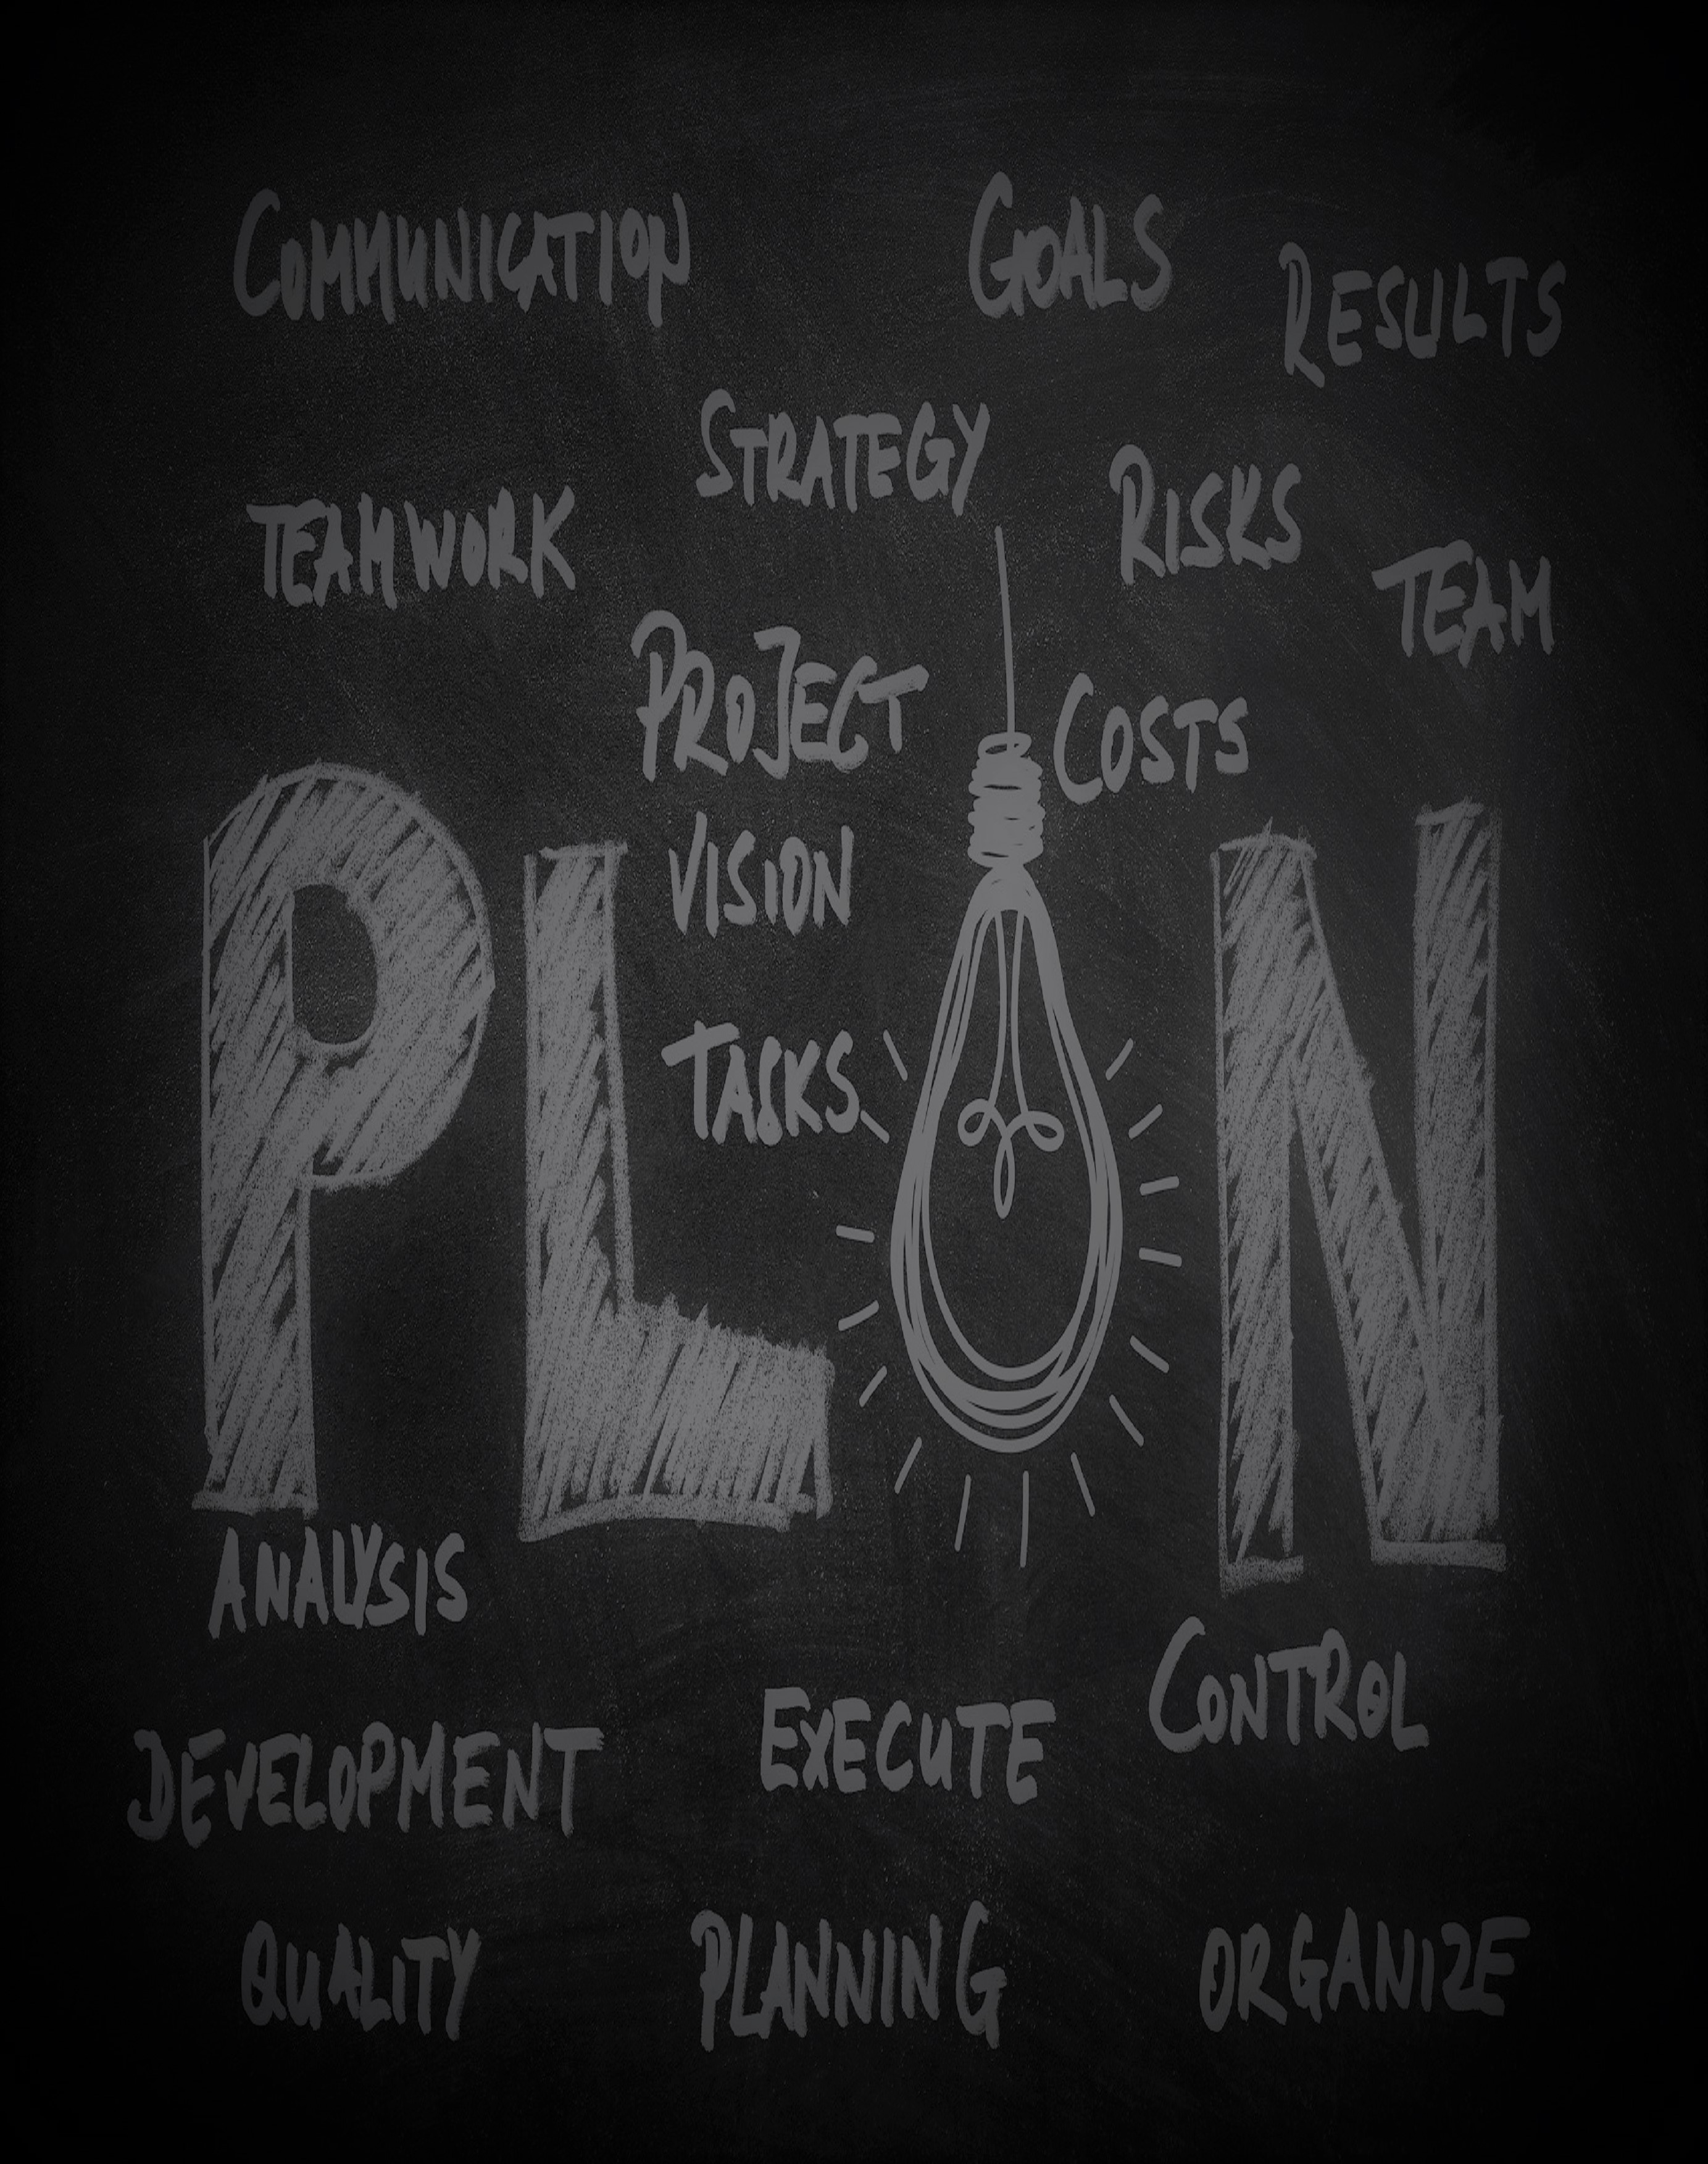 Communication
Goals
Results
Strategy
Teamwork
Risks
Team
Project
Costs
Vision
Tasks
PLAN
Analysis
Control
Execute
Development
Quality
Planning
Organize